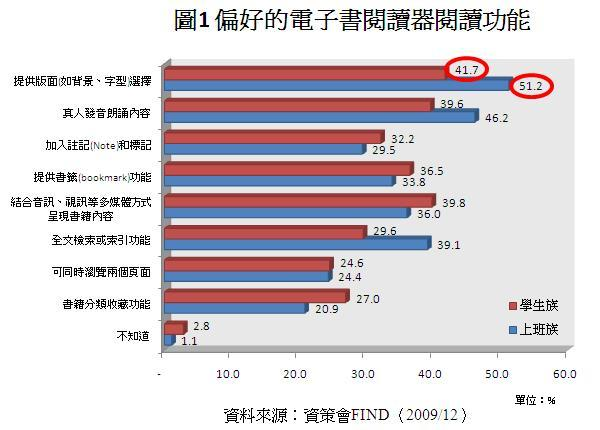 圖1 偏好的電子書閱讀器閱讀功能
提供版面(如背景、字型)選擇
41.7
51.2
真人發音朗誦內容
39.6
46.2
加入註記(Note)和標記
32.2
29.5
提供書籤(bookmark)功能
36.5
33.8
結合音訊、視訊等多媒體方式
呈現書籍內容
39.8
36.0
全文檢索或索引功能
29.6
39.1
可同時瀏覽兩個頁面
24.6
24.4
書籍分類收藏功能
27.0
20.9
不知道
2.8
1.1
學生族
上班族
- 10.0 20.0 30.0 40.0 50.0 60.0
單位：%
資料來源：資策會FIND（2009/12）